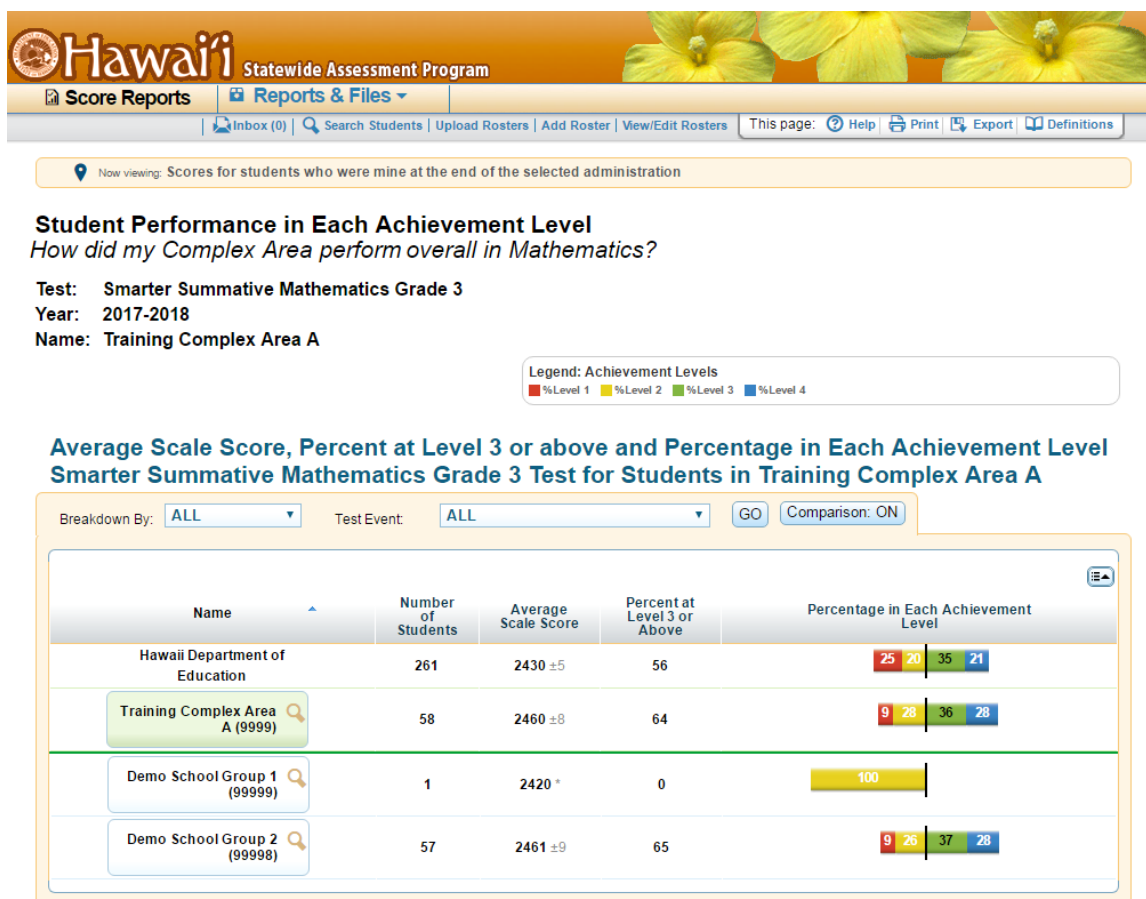 Hawai‘i Statewide Assessment Program
Score Reports Reports & Files
Inbox (0) | Search Students | Upload Rosters | Add Roster | View/Edit Rosters This page: Help | Print | Export | Definitions
Now viewing: Scores for students who were mine at the end of the selected administration
Student Performance in Each Achievement Level
How did my Complex Area perform overall in Mathematics?
Test: Smarter Summative Mathematics Grade 3
Year: 2017-2018
Name: Training Complex Area A
Legend: Achievement Levels
%Level 1 %Level 2 %Level 3 %Level 4
Average Scale Score, Percent at Level 3 or above and Percentage in Each Achievement Level
Smarter Summative Mathematics Grade 3 Test for Students in Training Complex Area A
Breakdown By: ALL Test Event: ALL GO Comparison: ON
Name
Number
of
Students
Average
Scale Score
Percent at
Level 3 or
Above
Percentage in Each Achievement
Level
Hawaii Department of
Education
261 2430 ±5 56 25 20 35 21
Training Complex Area
A (9999)
58 2460 ±8 64 9 28 36 28
Demo School Group 1
(99999)
1 2420 * 0 100
Demo School Group 2
(99998)
57 2461 ±9 65 9 26 37 28